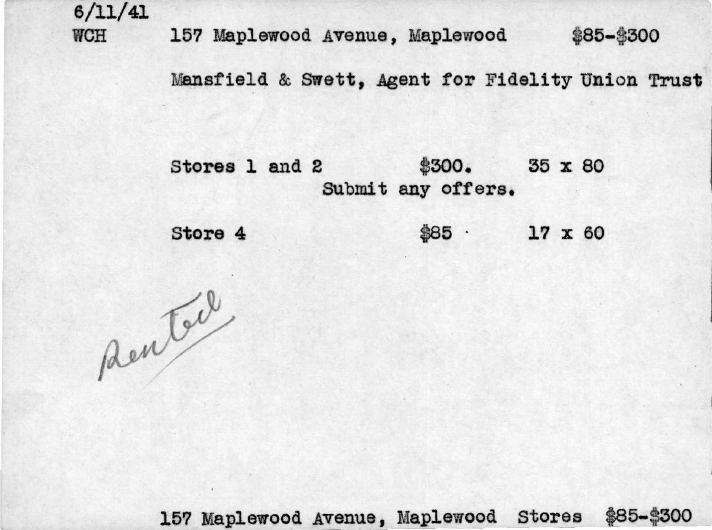 6/11/41
WCH 157 Maplewood Avenue, Maplewood $85-$300
Mansfield & Swett, Agent for Fidelity Union Trust
Stores 1 and 2 $300. 35 x 80
Submit any offers.
Store 4 $85 17 x 60
Rented
157 Maplewood Avenue, Maplewood Stores $85-$300